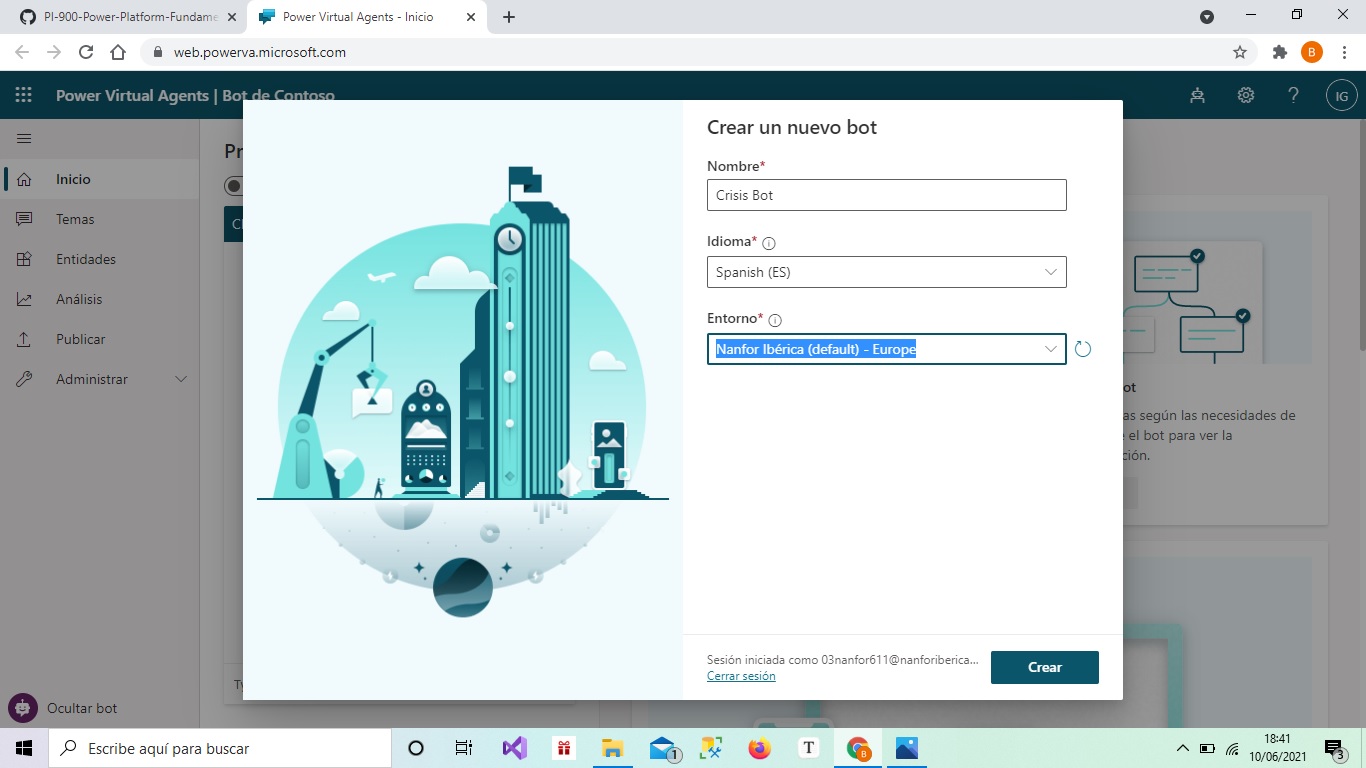 PI-900-Power-Platform-Fundame
Power Virtual Agents - Inicio
web.powerva.microsoft.com
B
Power Virtual Agents | Bot de Contoso
IG
Inicio
Temas
Entidades
Análisis
Publicar
Administrar
Ocultar bot
Pr
Crear un nuevo bot
Nombre*
Crisis Bot
Idioma*
Spanish (ES)
Entorno*
Nanfor Ibérica (default) - Europe
Sesión iniciada como 03nanfor611@nanforiberica...
Cerrar sesión
Crear
ot
as según las necesidades de
e el bot para ver la
ción.
Escribe aquí para buscar
1
T
B
18:41
10/06/2021
3